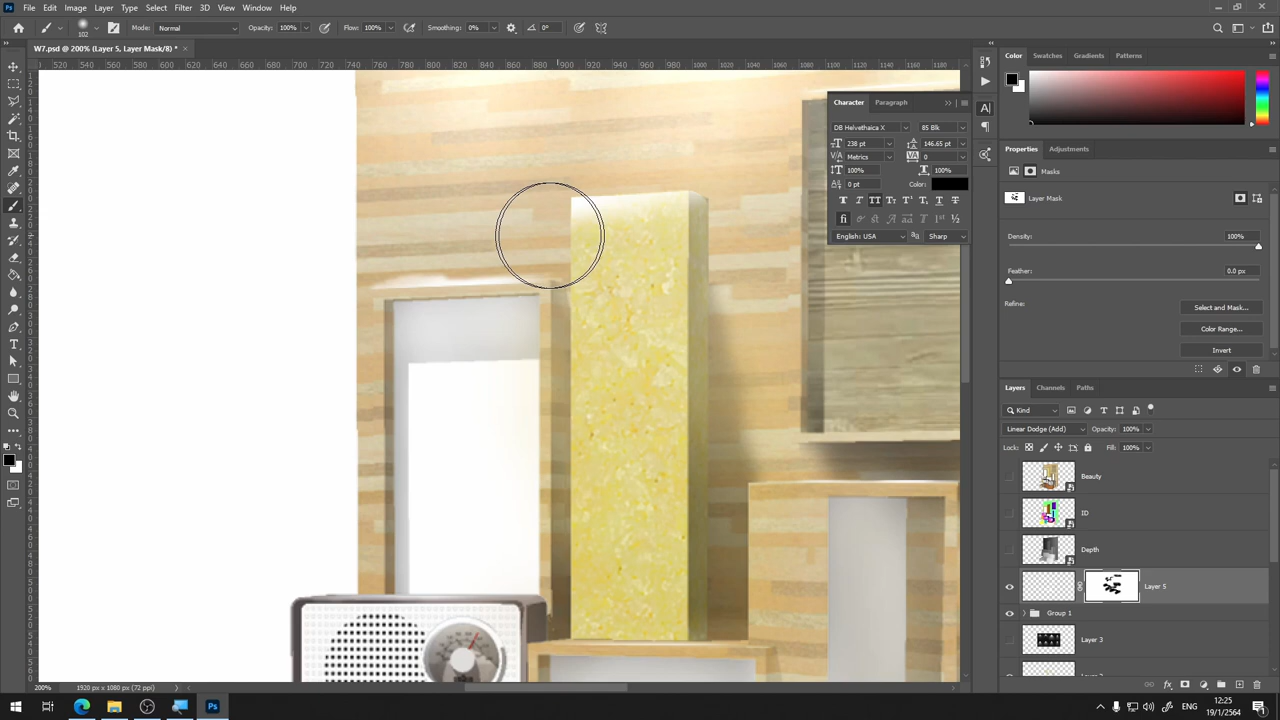 File Edit Image Layer Type Select Filter 3D View Window Help
102 Mode: Normal Opacity: 100% Flow: 100% Smoothing: 0% 0°
W7.psd @ 200% (Layer 5, Layer Mask/8) *
520 540 560 580 600 620 640 660 680 700 720 740 760 780 800 820 840 860 880 900 920 940 960 980 1000 1020 1040 1060 1080 1100 1120 1140 1160 1180
Color Swatches Gradients Patterns
Character Paragraph
DB Helvethaica X 85 Blk
238 pt 146.65 pt
Metrics 0
100% 100%
0 pt Color:
English: USA Sharp
Properties Adjustments
Masks
Layer Mask
Density: 100%
Feather: 0.0 px
Refine: Select and Mask...
Color Range...
Invert
Layers Channels Paths
Kind
Linear Dodge (Add) Opacity: 100%
Lock: Fill: 100%
Beauty
ID
Depth
Layer 5
Group 1
Layer 3
200% 1920 px x 1080 px (72 ppi)
ENG 12:25
19/1/2564